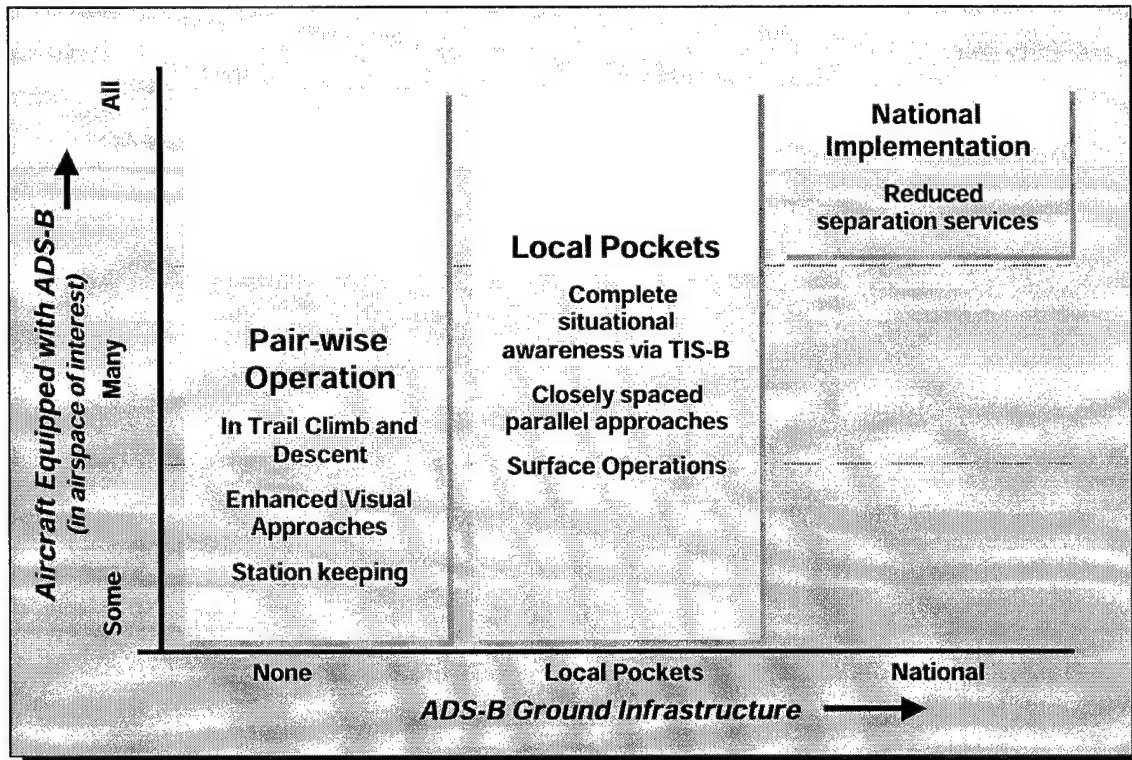 Aircraft Equipped with ADS-B
(in airspace of interest)
All
Many
Some
Pair-wise
Operation
In Trail Climb and
Descent
Enhanced Visual
Approaches
Station keeping
Local Pockets
Complete
situational
awareness via TIS-B
Closely spaced
parallel approaches
Surface Operations
National
Implementation
Reduced
separation services
None
Local Pockets
National
ADS-B Ground Infrastructure